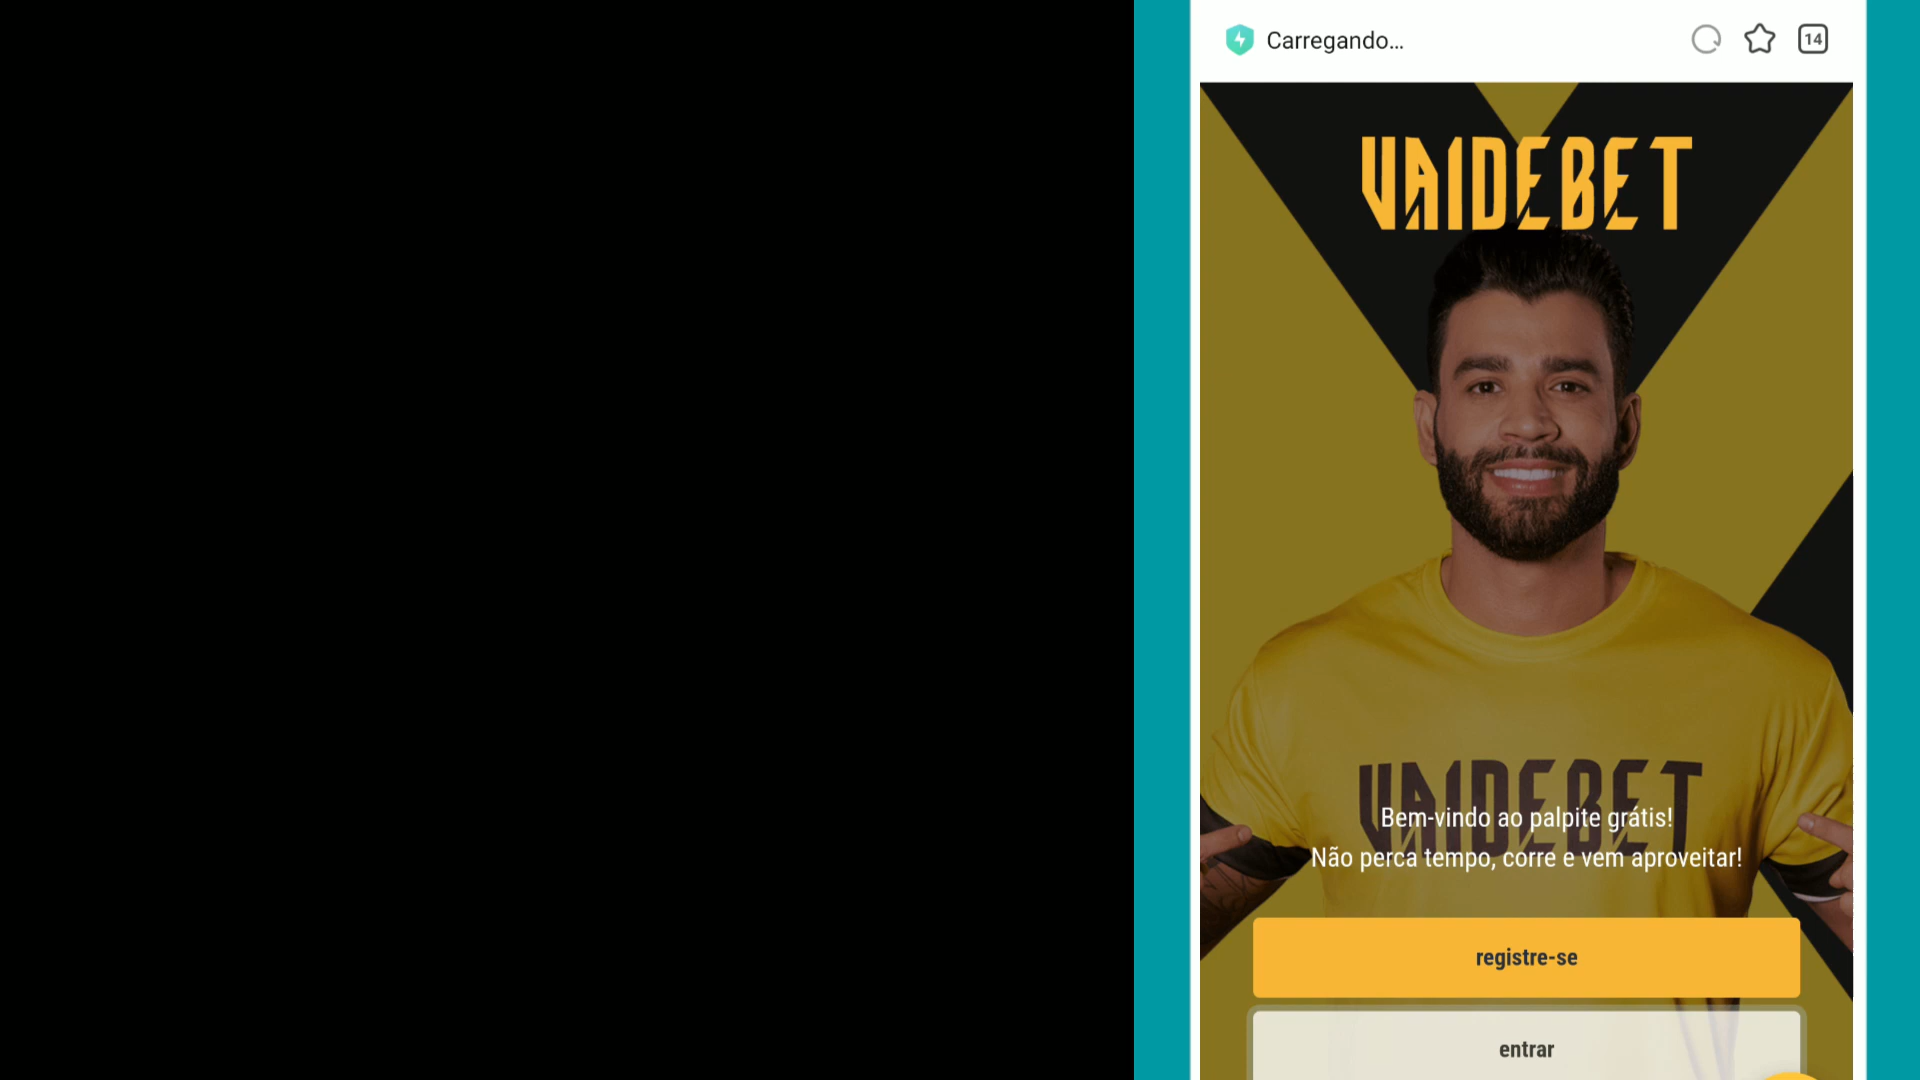 Carregando...
14
VAIDEBET
VAIDEBET
Bem-vindo ao palpite grátis!
Não perca tempo, corre e vem aproveitar!
registre-se
entrar